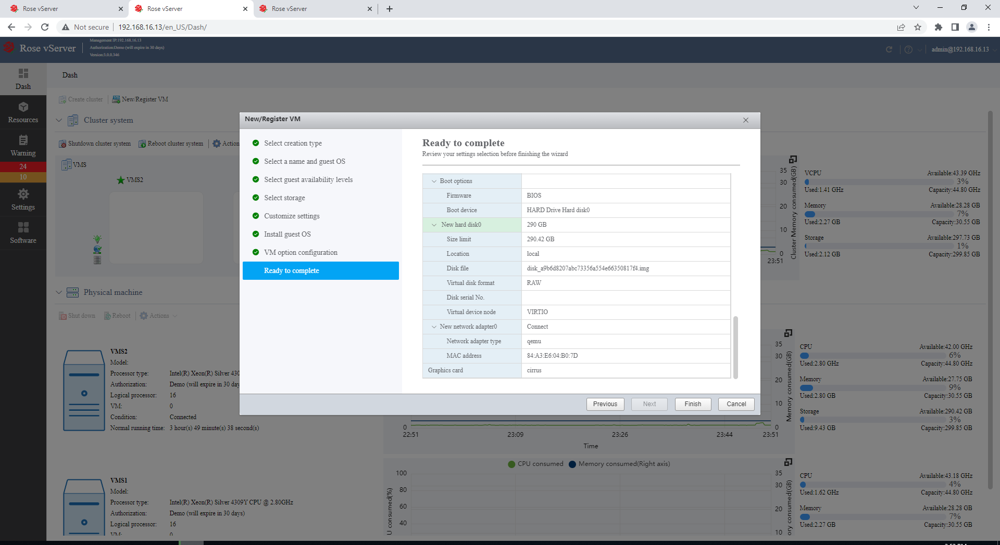 Rose vServer
Rose vServer
Rose vServer
Not secure
192.168.16.13/en_US/Dash/
Rose vServer
Management IP:192.168.16.13
Authorization:Demo (will expire in 30 days)
Version:3.0.0.346
admin@192.168.16.13
Dash
Resources
Warning
24
10
Settings
Software
Dash
Create cluster
New/Register VM
Cluster system
Shutdown cluster system
Reboot cluster system
Action
VMS
VMS2
35
30
20
10
0
23:51
Cluster Memory consumed(GB)
VCPU
Available:43.39 GHz
3%
Used:1.41 GHz
Capacity:44.80 GHz
Memory
Available:28.28 GB
7%
Used:2.27 GB
Capacity:30.55 GB
Storage
Available:297.73 GB
1%
Used:2.12 GB
Capacity:299.85 GB
New/Register VM
Select creation type
Select a name and guest OS
Select guest availability levels
Select storage
Customize settings
Install guest OS
VM option configuration
Ready to complete
Ready to complete
Review your settings selection before finishing the wizard
Boot options
Firmware BIOS
Boot device HARD Drive Hard disk0
New hard disk0 290 GB
Size limit 290.42 GB
Location local
Disk file disk_a9b6d8207abc73356a554e66350817f4.img
Virtual disk format RAW
Disk serial No.
Virtual device node VIRTIO
New network adapter0 Connect
Network adapter type qemu
MAC address 84:A3:E6:04:B0:7D
Graphics card cirrus
Previous
Next
Finish
Cancel
Physical machine
Shut down
Reboot
Actions
VMS2
Model:
Processor type: Intel(R) Xeon(R) Silver 430
Authorization: Demo (will expire in 30 day
Logical processor: 16
VM: 0
Condition: Connected
Normal running time: 3 hour(s) 49 minute(s) 38 second(s)
0
22:51
23:09
23:26
23:44
23:51
Time
35
30
20
10
0
Memory consumed(GB)
CPU
Available:42.00 GHz
6%
Used:2.80 GHz
Capacity:44.80 GHz
Memory
Available:27.75 GB
9%
Used:2.80 GB
Capacity:30.55 GB
Storage
Available:290.42 GB
3%
Used:9.43 GB
Capacity:299.85 GB
VMS1
Model:
Processor type: Intel(R) Xeon(R) Silver 4309Y CPU @ 2.80GHz
Authorization: Demo (will expire in 30 days)
Logical processor: 16
VM: 0
CPU consumed
Memory consumed(Right axis)
100
80
60
40
U consumed(%)
35
30
20
10
ory consumed(GB)
CPU
Available:43.18 GHz
4%
Used:1.62 GHz
Capacity:44.80 GHz
Memory
Available:28.28 GB
7%
Used:2.27 GB
Capacity:30.55 GB